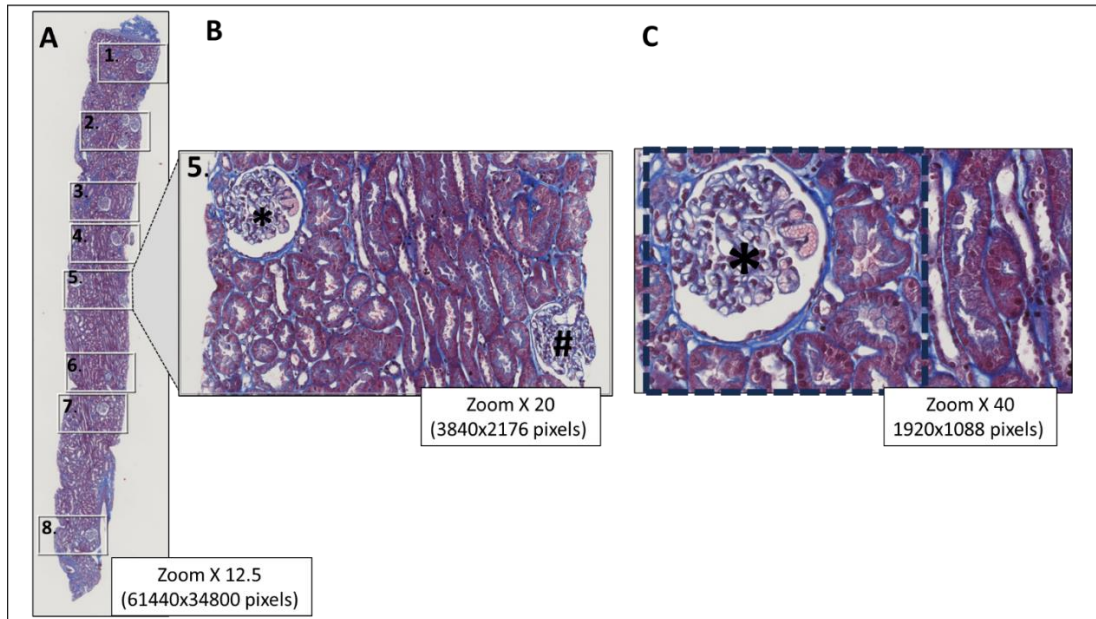 A
B
C
1.
2.
3.
4.
5.
6.
7.
8.
5.
*
#
*
Zoom X 20
(3840x2176 pixels)
Zoom X 40
1920x1088 pixels)
Zoom X 12.5
(61440x34800 pixels)